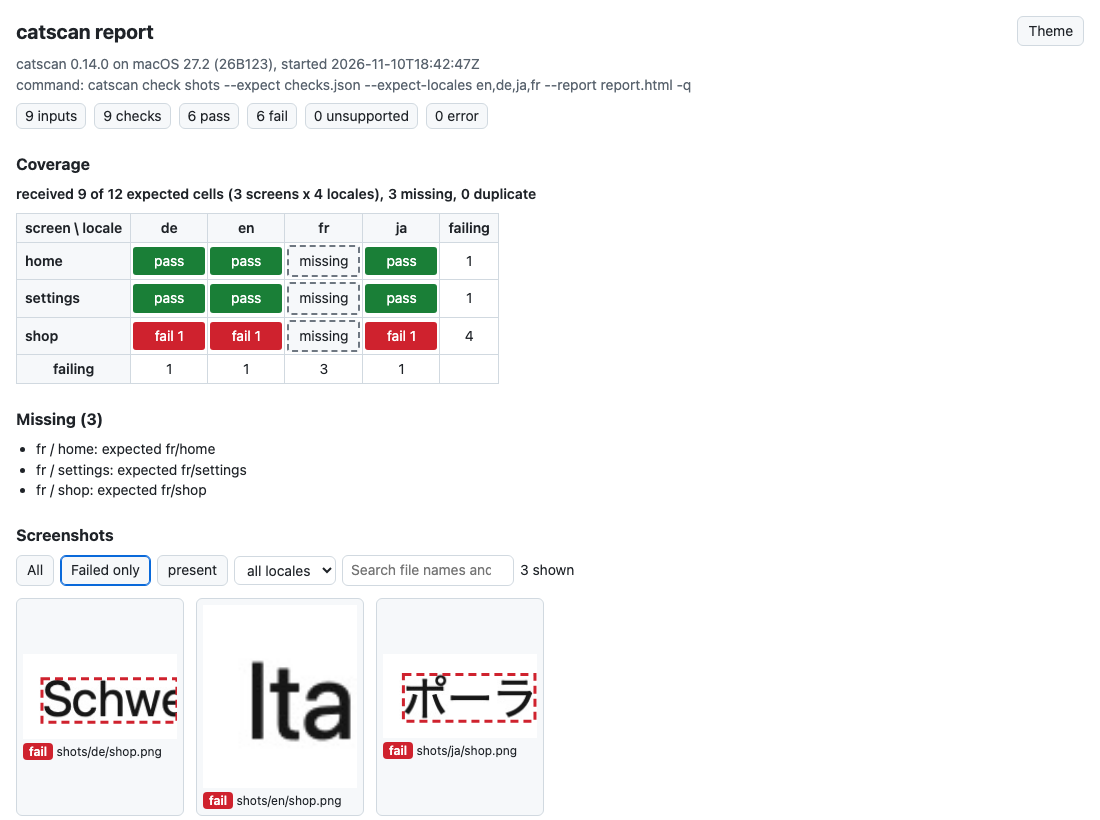 catscan report
Theme
catscan 0.14.0 on macOS 27.2 (26B123), started 2026-11-10T18:42:47Z
command: catscan check shots --expect checks.json --expect-locales en,de,ja,fr --report report.html -q
9 inputs 9 checks 6 pass 6 fail 0 unsupported 0 error
Coverage
received 9 of 12 expected cells (3 screens x 4 locales), 3 missing, 0 duplicate
screen \ locale de en fr ja failing
home pass pass missing pass 1
settings pass pass missing pass 1
shop fail 1 fail 1 missing fail 1 4
failing 1 1 3 1
Missing (3)
• fr / home: expected fr/home
• fr / settings: expected fr/settings
• fr / shop: expected fr/shop
Screenshots
All Failed only present all locales Search file names anc 3 shown
Schwe
fail shots/de/shop.png
Ita
fail shots/en/shop.png
ポーラ
fail shots/ja/shop.png